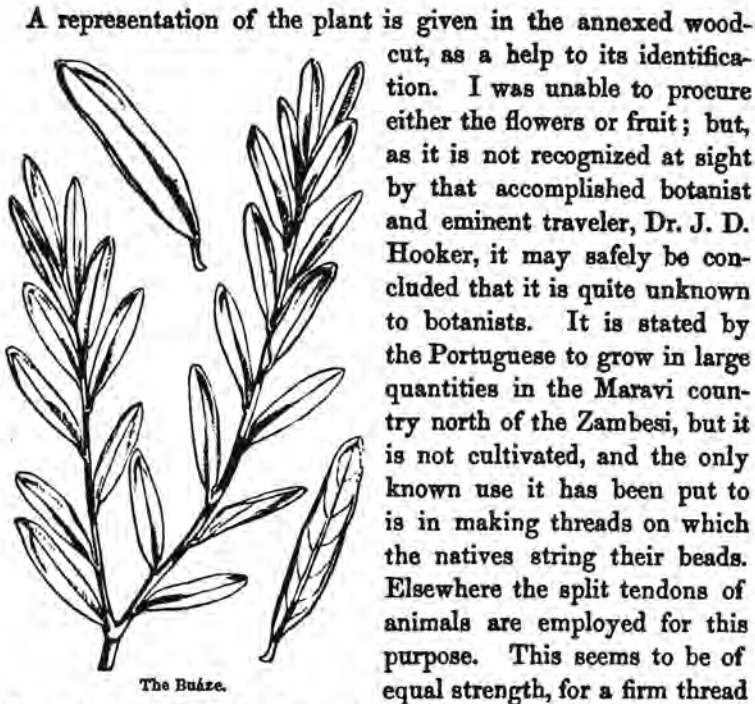 A representation of the plant is given in the annexed wood-
cut, as a help to its identifica-
tion. I was unable to procure
either the flowers or fruit; but,
as it is not recognized at sight
by that accomplished botanist
and eminent traveler, Dr. J. D.
Hooker, it may safely be con-
cluded that it is quite unknown
to botanists. It is stated by
the Portuguese to grow in large
quantities in the Maravi coun-
try north of the Zambesi, but it
is not cultivated, and the only
known use it has been put to
is in making threads on which
the natives string their beads.
Elsewhere the split tendons of
animals are employed for this
purpose. This seems to be of
equal strength, for a firm thread
The Buáze.